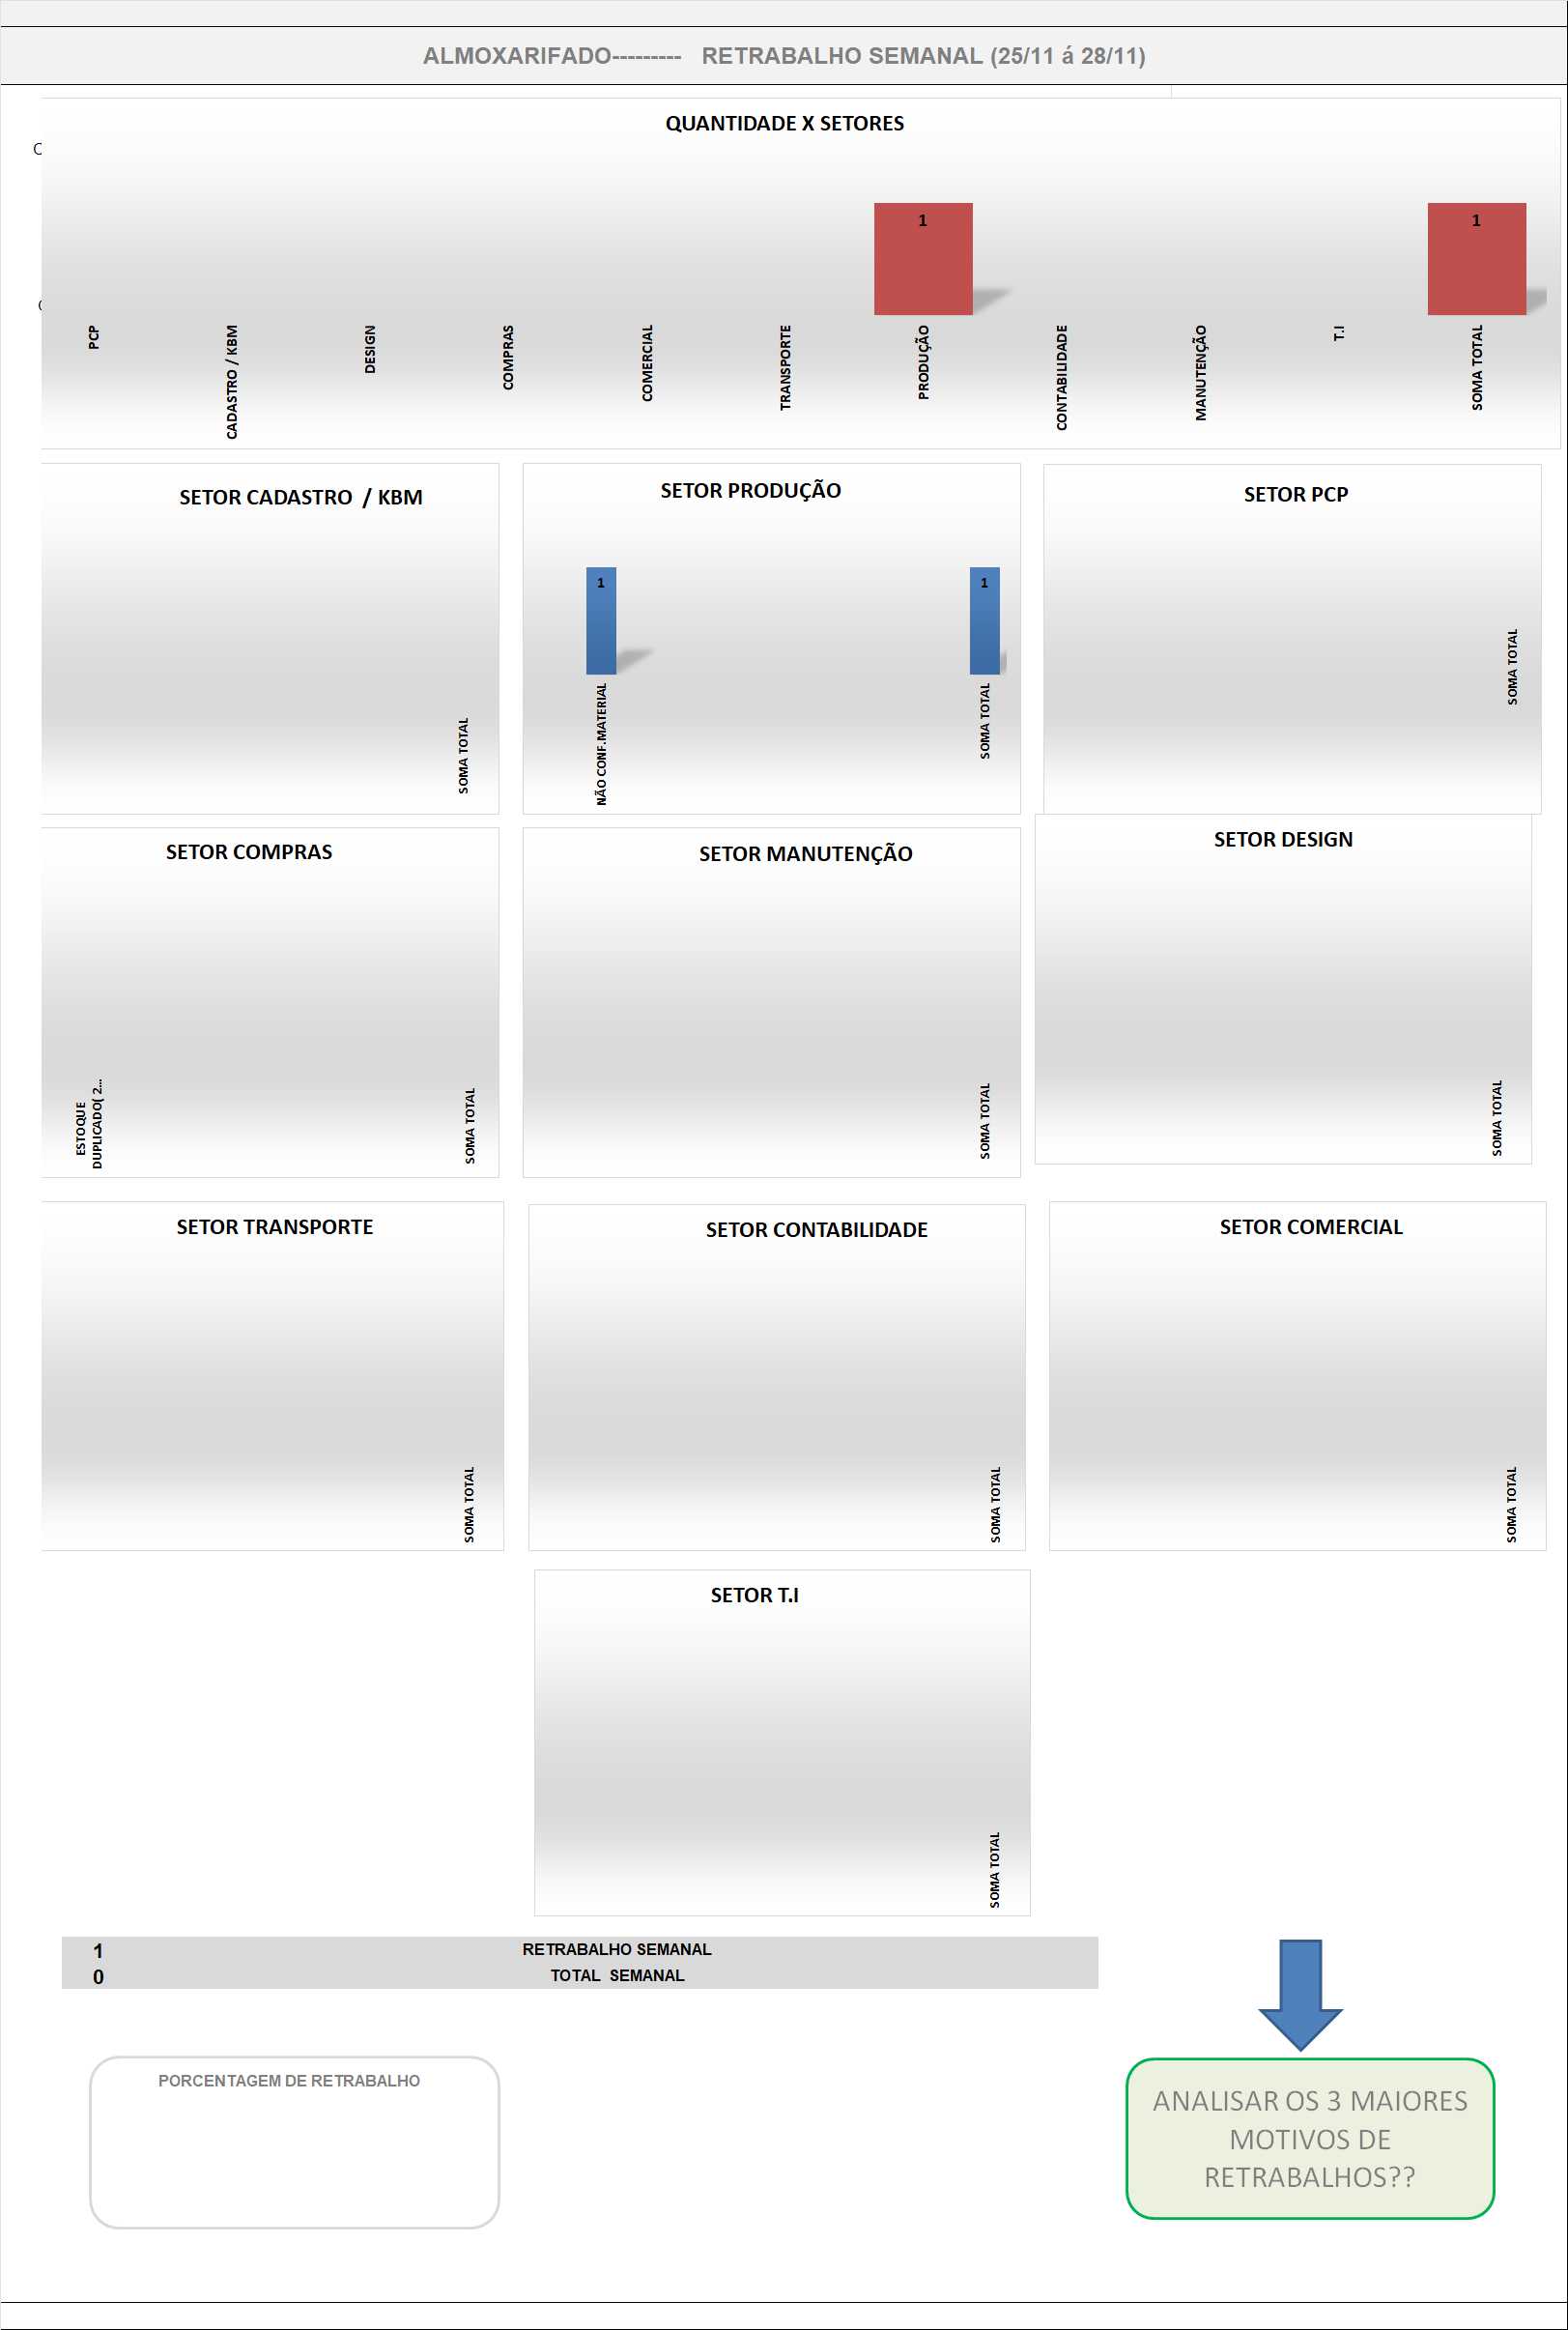 ALMOXARIFADO--------- RETRABALHO SEMANAL (25/11 á 28/11)
QUANTIDADE X SETORES
1
1
PCP
CADASTRO / KBM
DESIGN
COMPRAS
COMERCIAL
TRANSPORTE
PRODUÇÃO
CONTABILIDADE
MANUTENÇÃO
T.I
SOMA TOTAL
SETOR CADASTRO / KBM
SOMA TOTAL
SETOR PRODUÇÃO
1
1
NÃO CONF.MATERIAL
SOMA TOTAL
SETOR PCP
SOMA TOTAL
SETOR COMPRAS
ESTOQUE
DUPLICADO( 2...
SOMA TOTAL
SETOR MANUTENÇÃO
SOMA TOTAL
SETOR DESIGN
SOMA TOTAL
SETOR TRANSPORTE
SOMA TOTAL
SETOR CONTABILIDADE
SOMA TOTAL
SETOR COMERCIAL
SOMA TOTAL
SETOR T.I
SOMA TOTAL
1 RETRABALHO SEMANAL
0 TOTAL SEMANAL
PORCENTAGEM DE RETRABALHO
ANALISAR OS 3 MAIORES
MOTIVOS DE
RETRABALHOS??